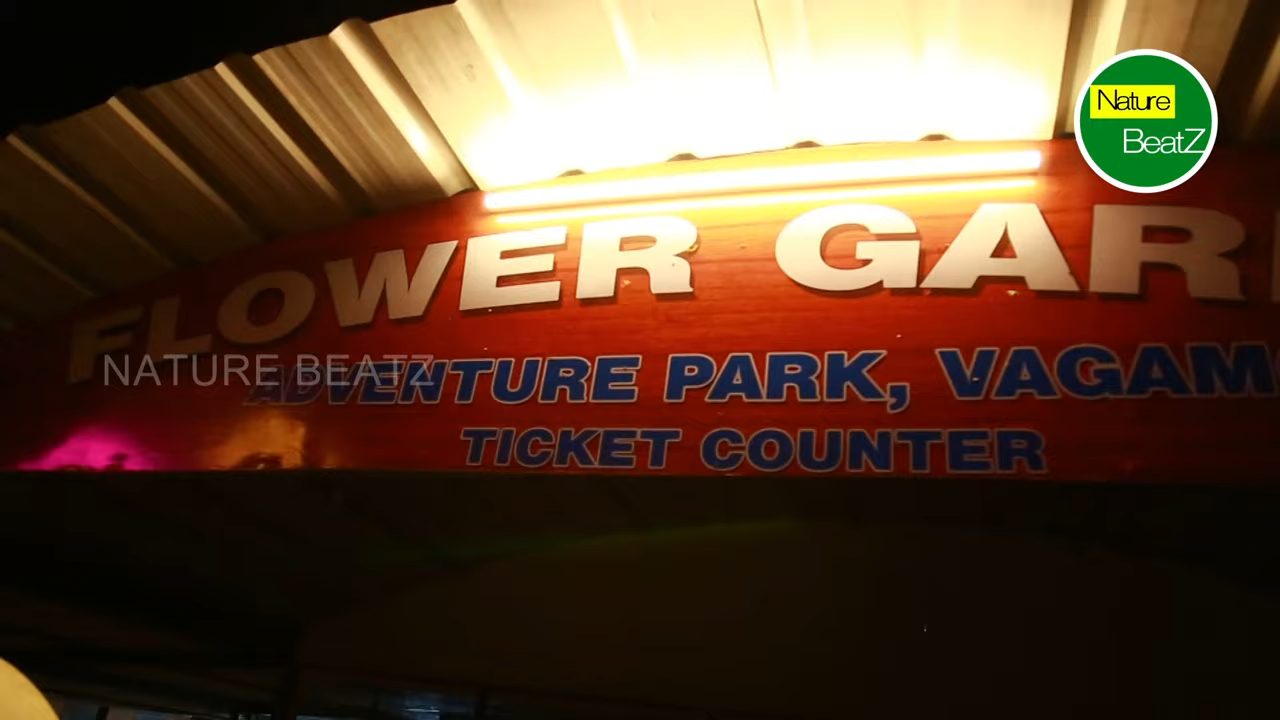 Nature
BeatZ
FLOWER GAR
NATURE BEATZ
ADVENTURE PARK, VAGAM
TICKET COUNTER